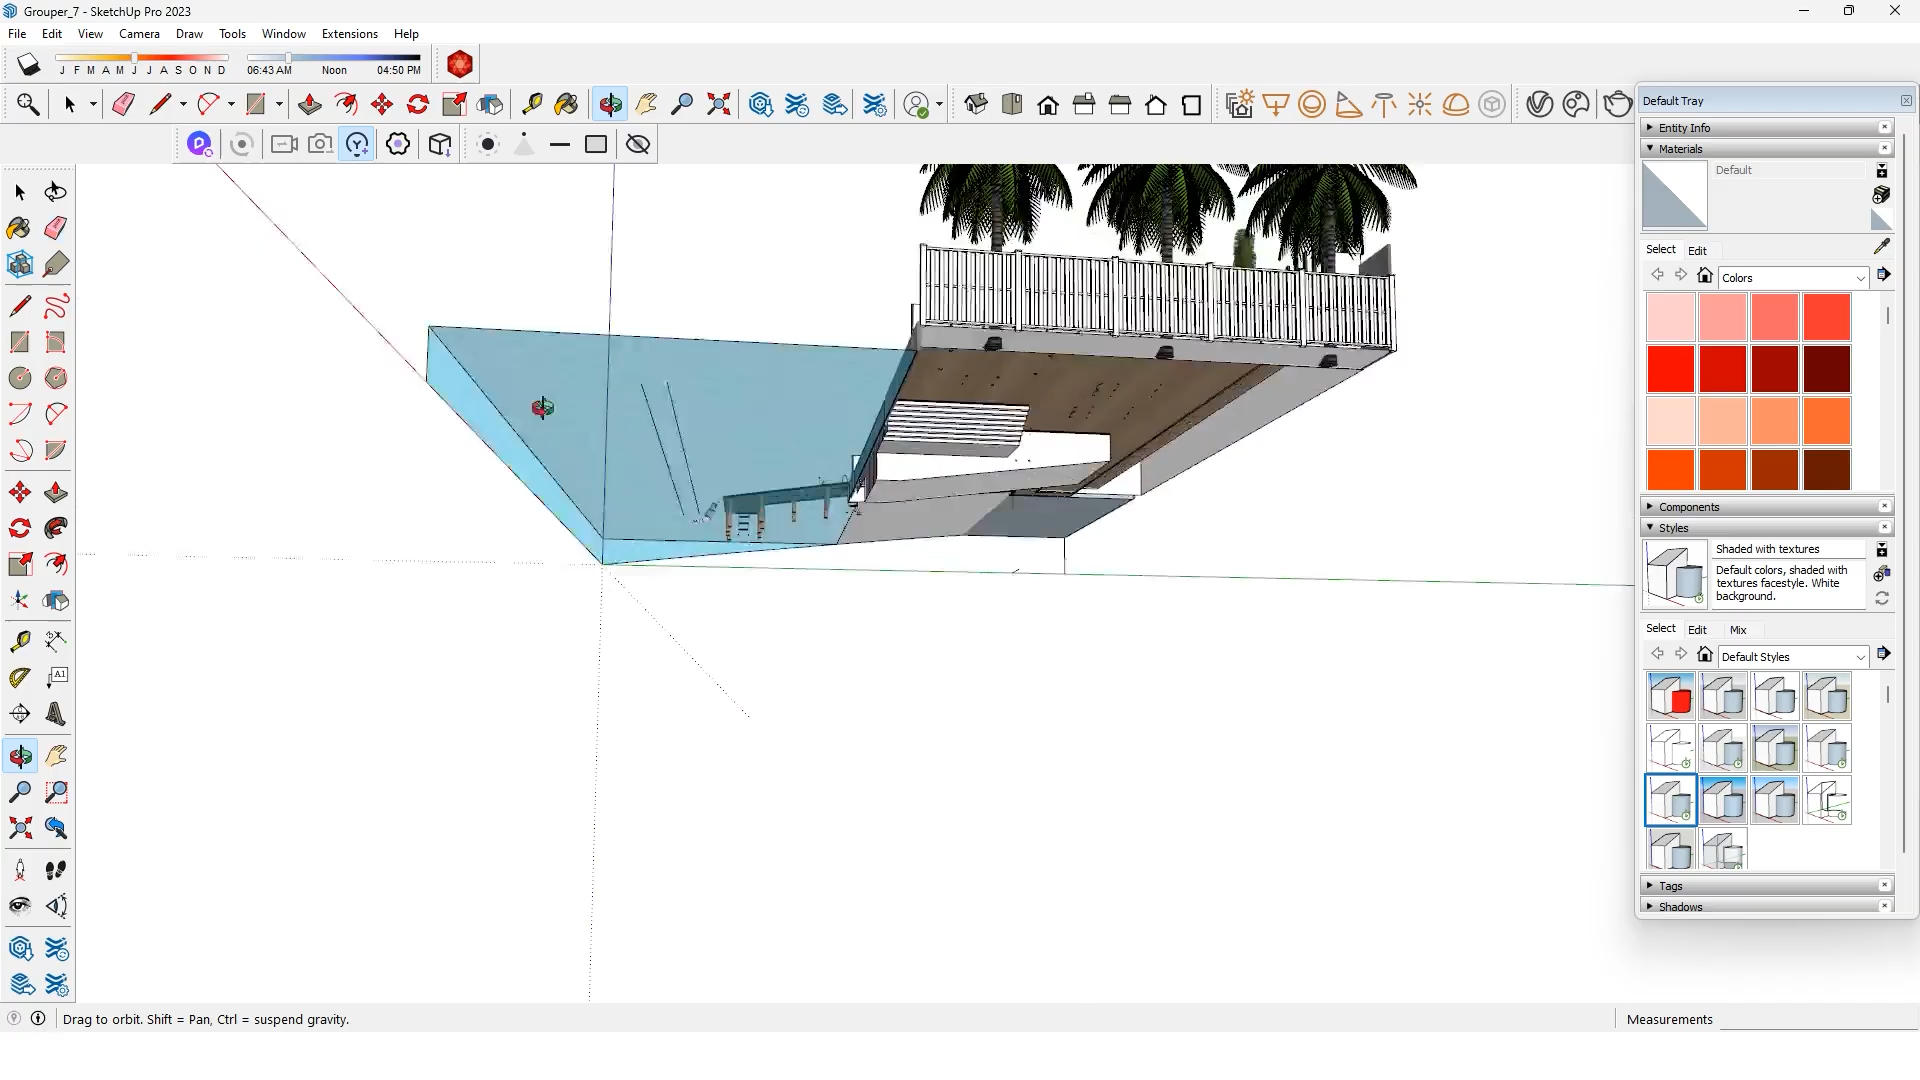 Grouper_7 - SketchUp Pro 2023
File Edit View Camera Draw Tools Window Extensions Help
J F M A M J J A S O N D
06:43 AM Noon 04:50 PM
Default Tray
Entity Info
Materials
Default
Select Edit
Colors
Components
Styles
Shaded with textures
Default colors, shaded with
textures facestyle. White
background.
Select Edit Mix
Default Styles
Tags
Shadows
A1
Drag to orbit. Shift = Pan, Ctrl = suspend gravity.
Measurements